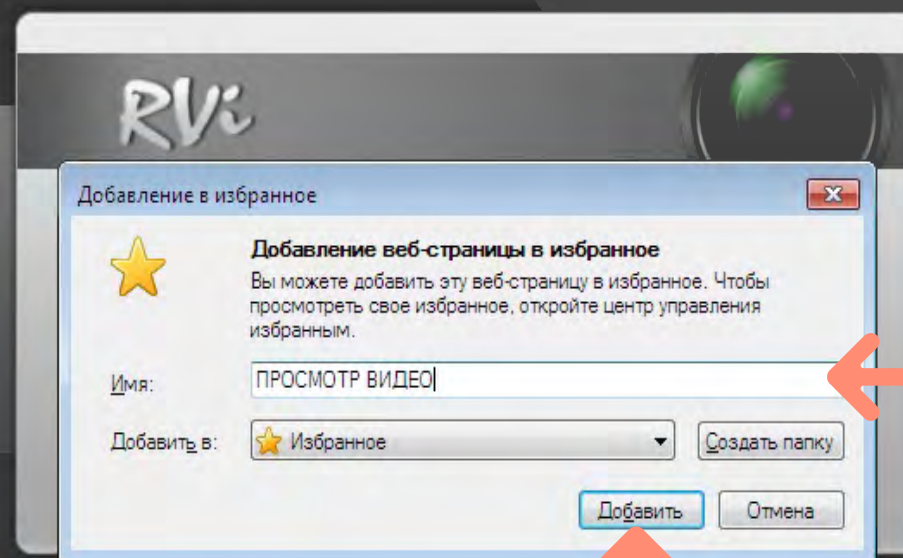 RVi
Добавление в избранное
Добавление веб-страницы в избранное
Вы можете добавить эту веб-страницу в избранное. Чтобы
просмотреть свое избранное, откройте центр управления
избранным.
Имя: ПРОСМОТР ВИДЕО
Добавить в: Избранное Создать папку
Добавить Отмена